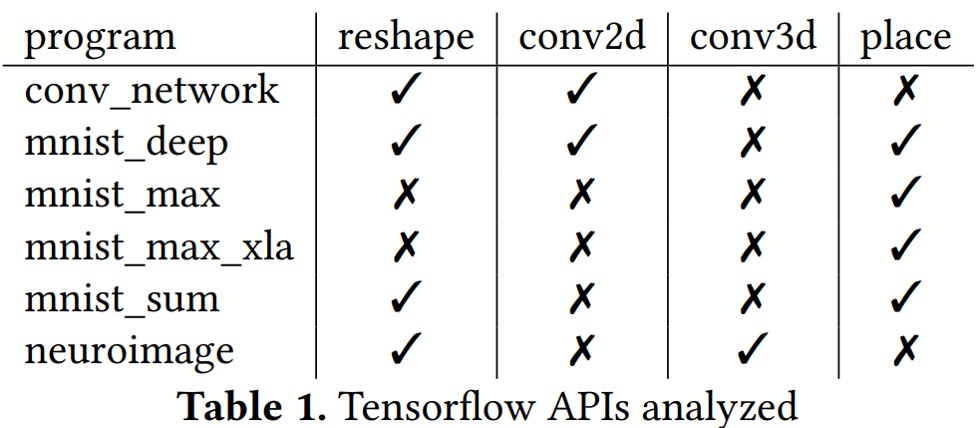 program reshape conv2d conv3d place
conv_network ✓ ✓ ✗ ✗
mnist_deep ✓ ✓ ✗ ✓
mnist_max ✗ ✗ ✗ ✓
mnist_max_xla ✗ ✗ ✗ ✓
mnist_sum ✓ ✗ ✗ ✓
neuroimage ✓ ✗ ✓ ✗
Table 1. Tensorflow APIs analyzed